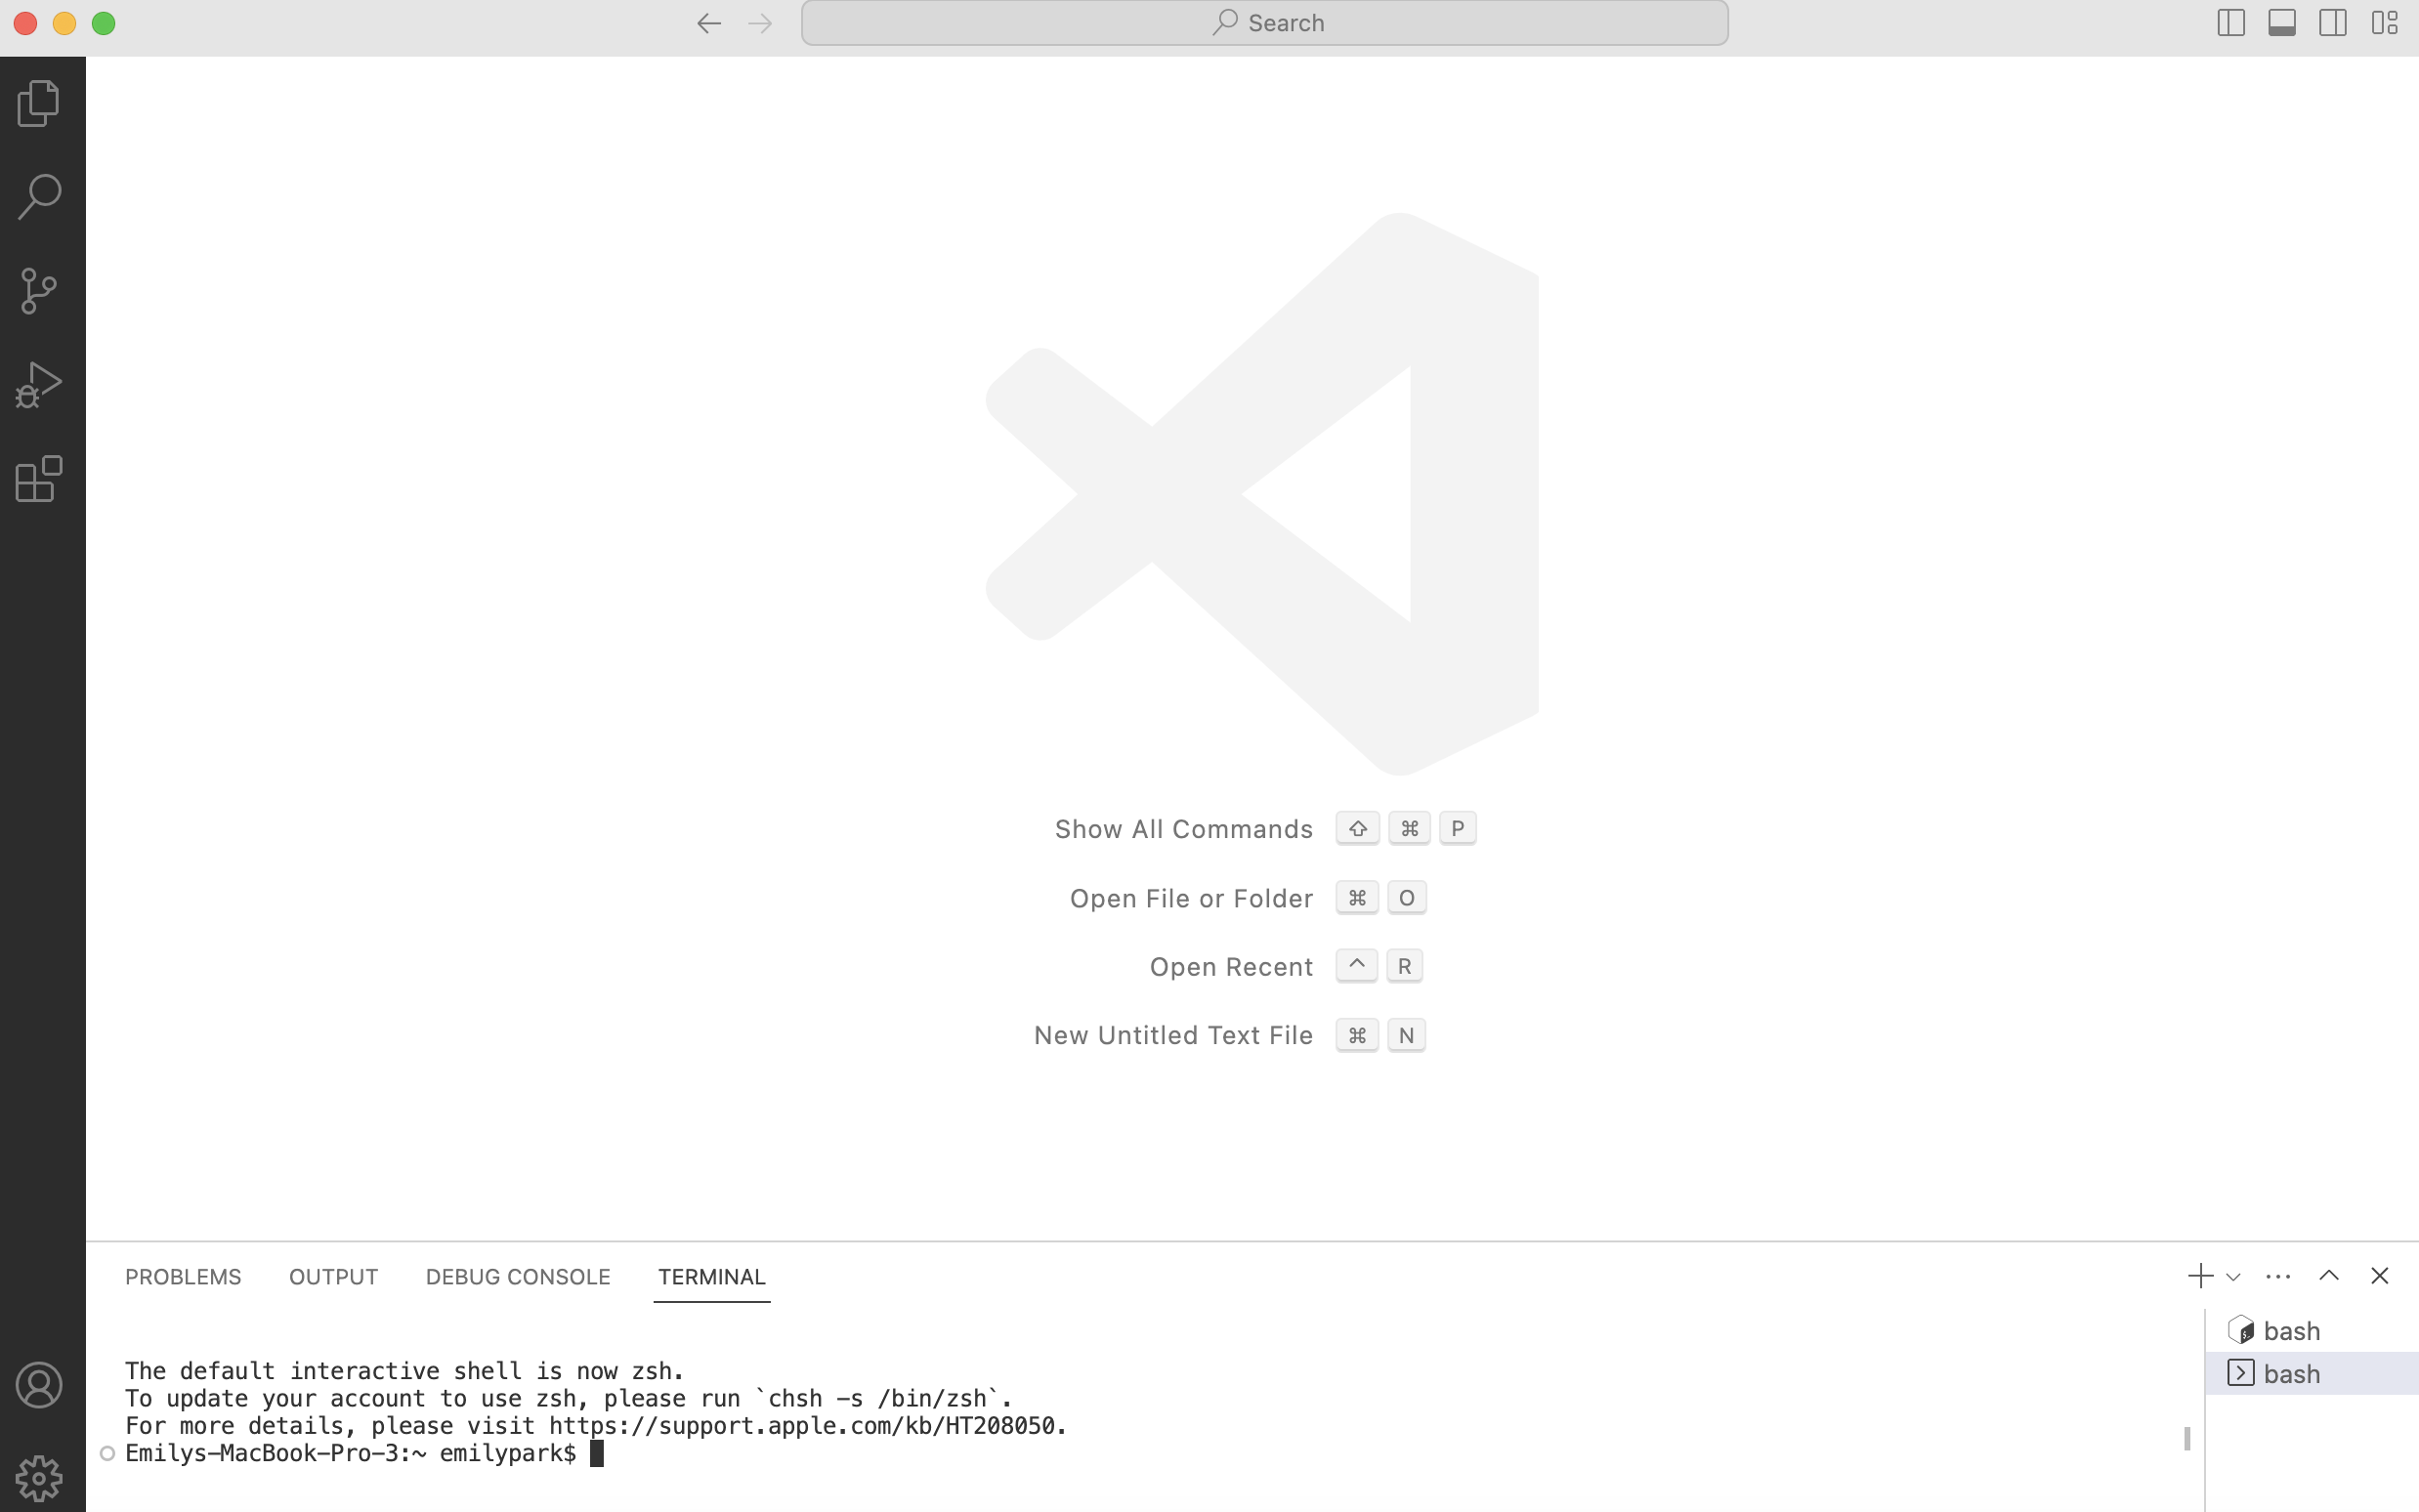 Search
Show All Commands ⇧ ⌘ P
Open File or Folder ⌘ O
Open Recent ^ R
New Untitled Text File ⌘ N
PROBLEMS OUTPUT DEBUG CONSOLE TERMINAL
bash
bash
The default interactive shell is now zsh.
To update your account to use zsh, please run `chsh -s /bin/zsh`.
For more details, please visit https://support.apple.com/kb/HT208050.
Emilys-MacBook-Pro-3:~ emilypark$